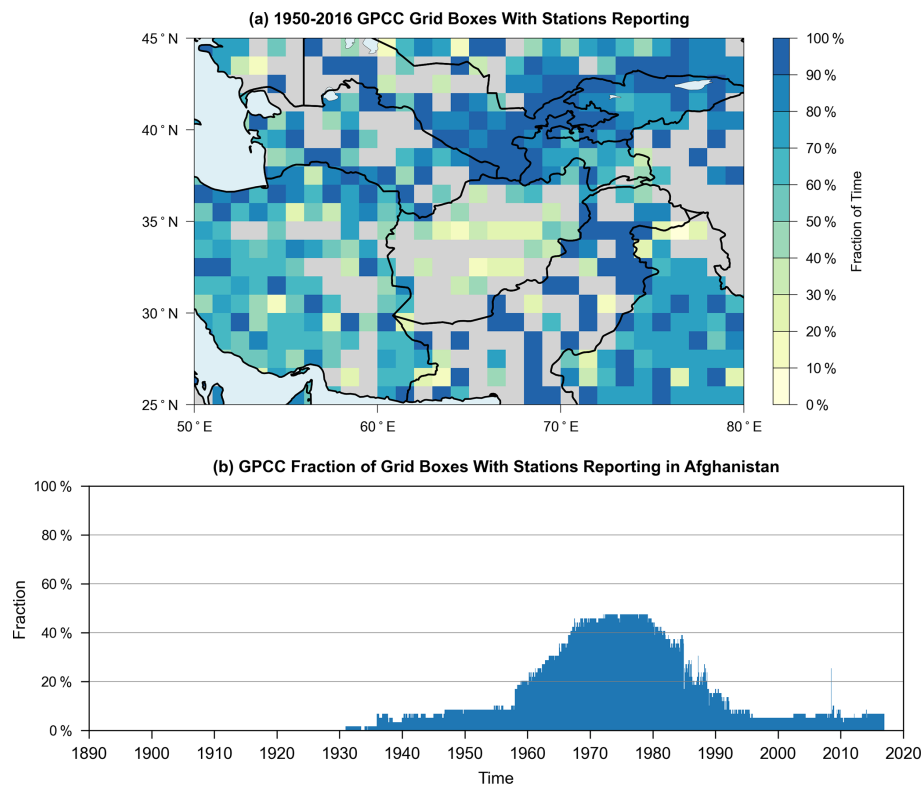 (a) 1950-2016 GPCC Grid Boxes With Stations Reporting
45° N
40° N
35° N
30° N
25° N
50° E
60° E
70° E
80° E
100 %
90 %
80 %
70 %
60 %
50 %
40 %
30 %
20 %
10 %
0 %
Fraction of Time
(b) GPCC Fraction of Grid Boxes With Stations Reporting in Afghanistan
100 %
80 %
60 %
40 %
20 %
0 %
Fraction
1890
1900
1910
1920
1930
1940
1950
1960
1970
1980
1990
2000
2010
2020
Time